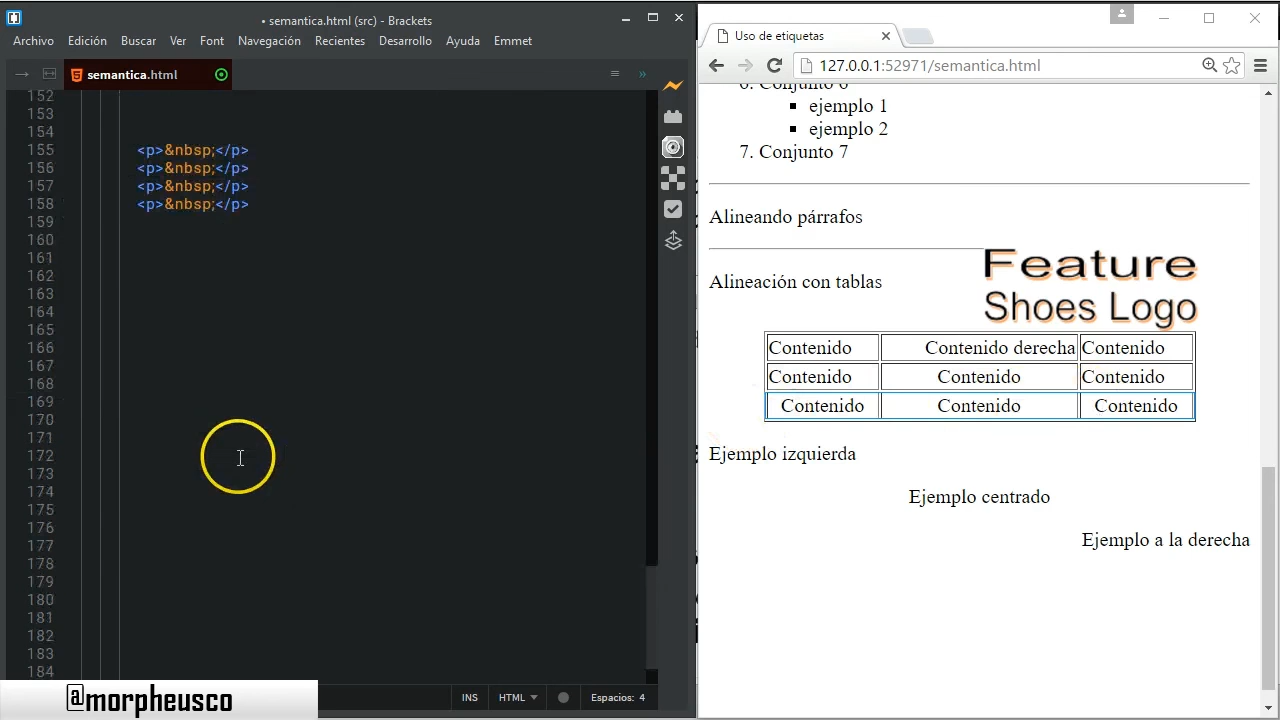 • semantica.html (src) - Brackets
Archivo Edición Buscar Ver Font Navegación Recientes Desarrollo Ayuda Emmet
semantica.html
152
153
154
155 <p>&nbsp;</p>
156 <p>&nbsp;</p>
157 <p>&nbsp;</p>
158 <p>&nbsp;</p>
159
160
161
162
163
164
165
166
167
168
169
170
171
172
173
174
175
176
177
178
179
180
181
182
183
184
INS HTML Espacios: 4
@morpheusco
Uso de etiquetas
127.0.0.1:52971/semantica.html
6. Conjunto 6
ejemplo 1
ejemplo 2
7. Conjunto 7
Alineando párrafos
Feature
Shoes Logo
Alineación con tablas
Contenido Contenido derecha Contenido
Contenido Contenido Contenido
Contenido Contenido Contenido
Ejemplo izquierda
Ejemplo centrado
Ejemplo a la derecha